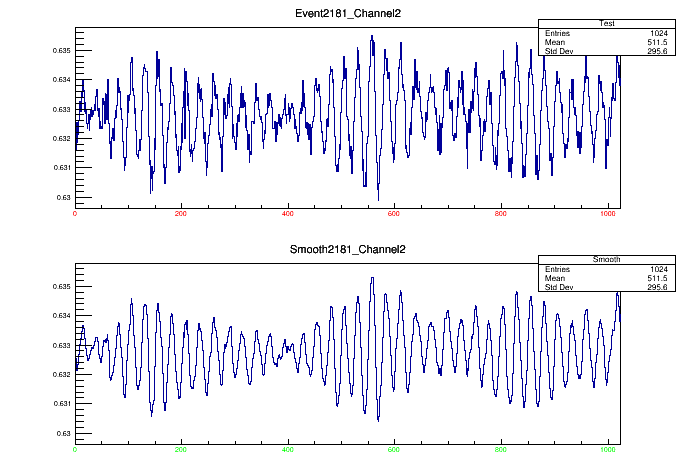 Event2181_Channel2
Test
Entries 1024
Mean 511.5
Std Dev 295.6
0.635
0.634
0.633
0.632
0.631
0.63
0 200 400 600 800 1000
Smooth2181_Channel2
Smooth
Entries 1024
Mean 511.5
Std Dev 295.6
0.635
0.634
0.633
0.632
0.631
0.63
0 200 400 600 800 1000